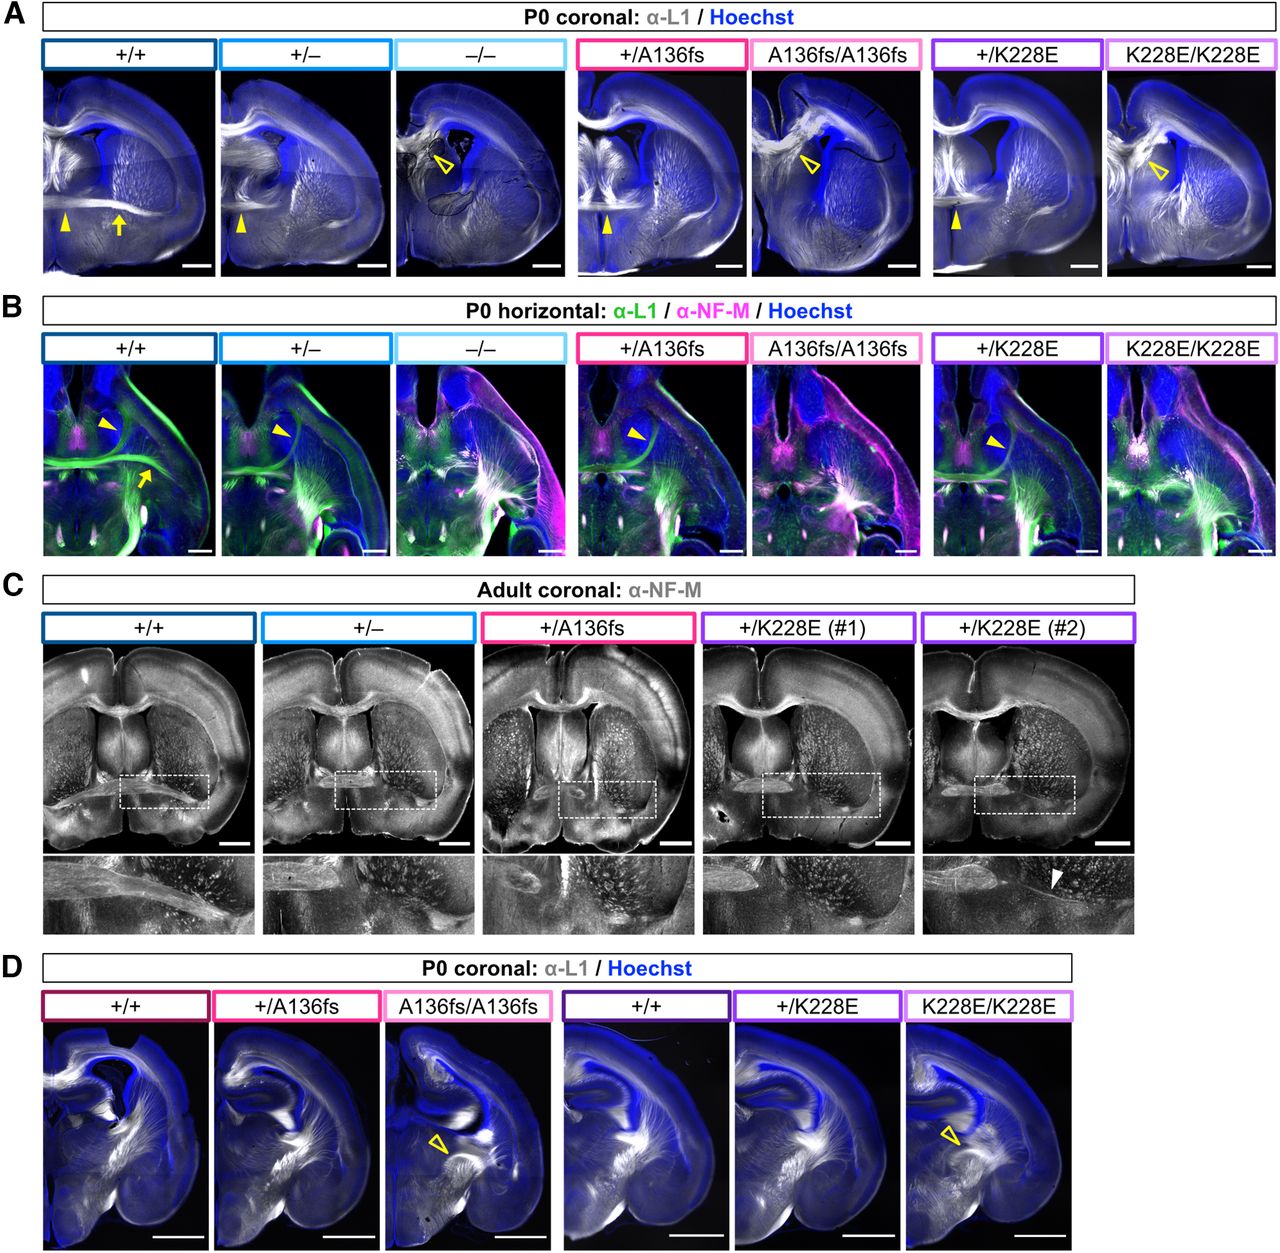 A
P0 coronal: α-L1 / Hoechst
+/+ +/– –/– +/A136fs A136fs/A136fs +/K228E K228E/K228E
B
P0 horizontal: α-L1 / α-NF-M / Hoechst
+/+ +/– –/– +/A136fs A136fs/A136fs +/K228E K228E/K228E
C
Adult coronal: α-NF-M
+/+ +/– +/A136fs +/K228E (#1) +/K228E (#2)
D
P0 coronal: α-L1 / Hoechst
+/+ +/A136fs A136fs/A136fs +/+ +/K228E K228E/K228E